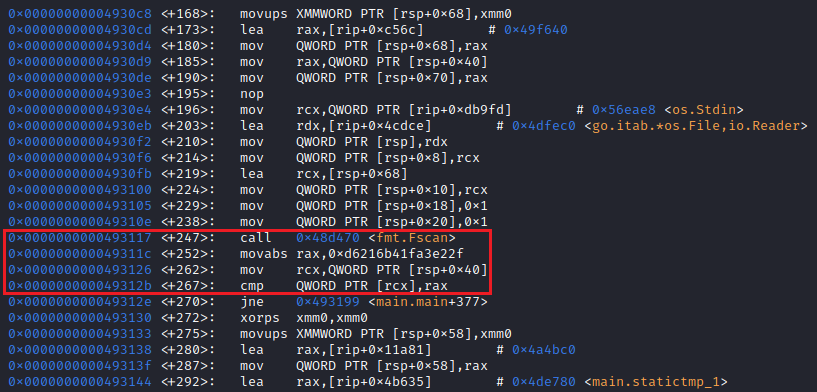 0x00000000004930c8 <+168>: movups XMMWORD PTR [rsp+0x68],xmm0
0x00000000004930cd <+173>: lea rax,[rip+0xc56c] # 0x49f640
0x00000000004930d4 <+180>: mov QWORD PTR [rsp+0x68],rax
0x00000000004930d9 <+185>: mov rax,QWORD PTR [rsp+0x40]
0x00000000004930de <+190>: mov QWORD PTR [rsp+0x70],rax
0x00000000004930e3 <+195>: nop
0x00000000004930e4 <+196>: mov rcx,QWORD PTR [rip+0xdb9fd] # 0x56eae8 <os.Stdin>
0x00000000004930eb <+203>: lea rdx,[rip+0x4cdce] # 0x4dfec0 <go.itab.*os.File,io.Reader>
0x00000000004930f2 <+210>: mov QWORD PTR [rsp],rdx
0x00000000004930f6 <+214>: mov QWORD PTR [rsp+0x8],rcx
0x00000000004930fb <+219>: lea rcx,[rsp+0x68]
0x0000000000493100 <+224>: mov QWORD PTR [rsp+0x10],rcx
0x0000000000493105 <+229>: mov QWORD PTR [rsp+0x18],0x1
0x000000000049310e <+238>: mov QWORD PTR [rsp+0x20],0x1
0x0000000000493117 <+247>: call 0x48d470 <fmt.Fscan>
0x000000000049311c <+252>: movabs rax,0xd6216b41fa3e22f
0x0000000000493126 <+262>: mov rcx,QWORD PTR [rsp+0x40]
0x000000000049312b <+267>: cmp QWORD PTR [rcx],rax
0x000000000049312e <+270>: jne 0x493199 <main.main+377>
0x0000000000493130 <+272>: xorps xmm0,xmm0
0x0000000000493133 <+275>: movups XMMWORD PTR [rsp+0x58],xmm0
0x0000000000493138 <+280>: lea rax,[rip+0x11a81] # 0x4a4bc0
0x000000000049313f <+287>: mov QWORD PTR [rsp+0x58],rax
0x0000000000493144 <+292>: lea rax,[rip+0x4b635] # 0x4de780 <main.statictmp_1>